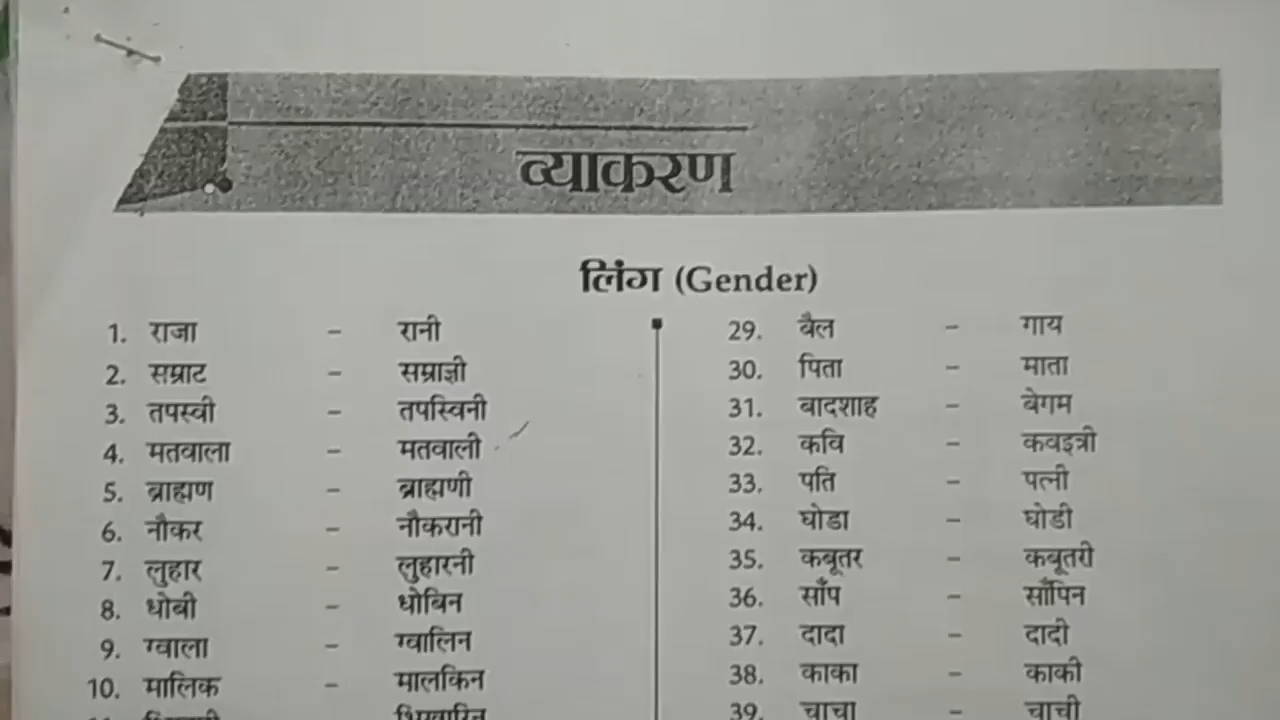 व्याकरण
लिंग (Gender)
1. राजा - रानी
2. सम्राट - सम्राज्ञी
3. तपस्वी - तपस्विनी
4. मतवाला - मतवाली
5. ब्राह्मण - ब्राह्मणी
6. नौकर - नौकरानी
7. लुहार - लुहारनी
8. धोबी - धोबिन
9. ग्वाला - ग्वालिन
10. मालिक - मालकिन
भिखारिन
29. बैल - गाय
30. पिता - माता
31. बादशाह - बेगम
32. कवि - कवइत्री
33. पति - पत्नी
34. घोडा - घोडी
35. कबूतर - कबूतरी
36. साँप - साँपिन
37. दादा - दादी
38. काका - काकी
39. चाचा - चाची